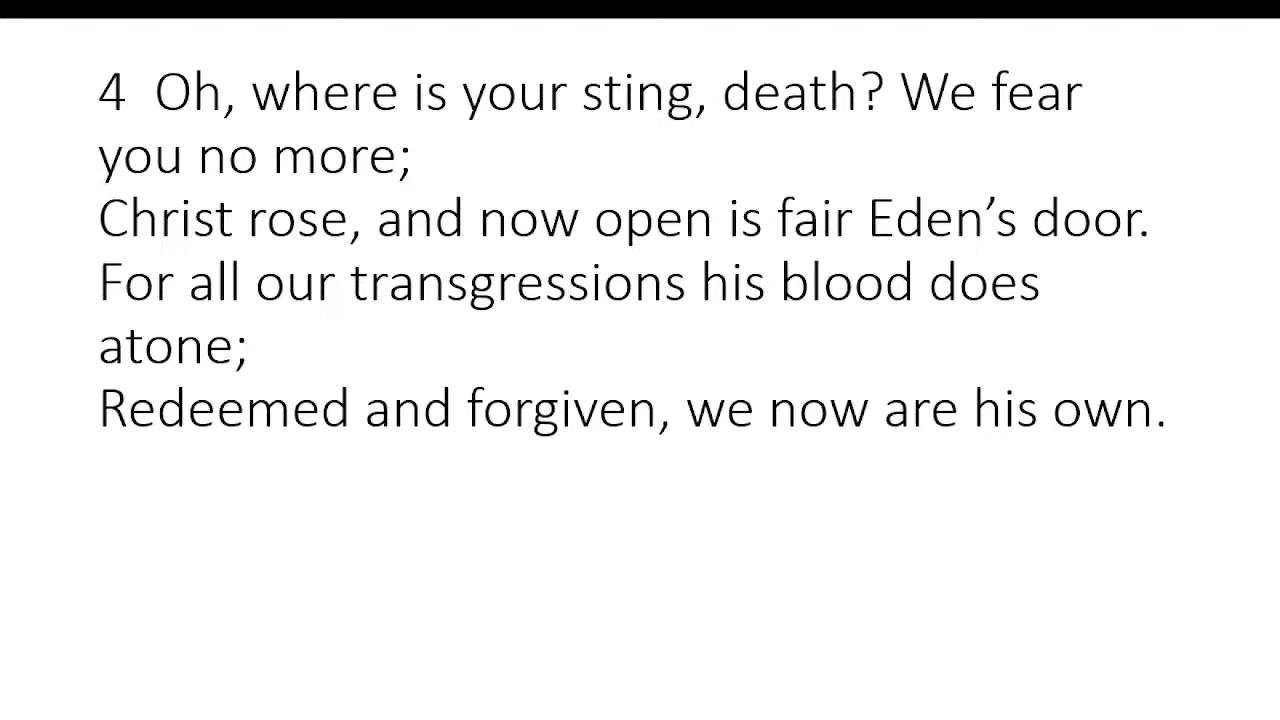 4  Oh, where is your sting, death? We fear
you no more;
Christ rose, and now open is fair Eden’s door.
For all our transgressions his blood does
atone;
Redeemed and forgiven, we now are his own.